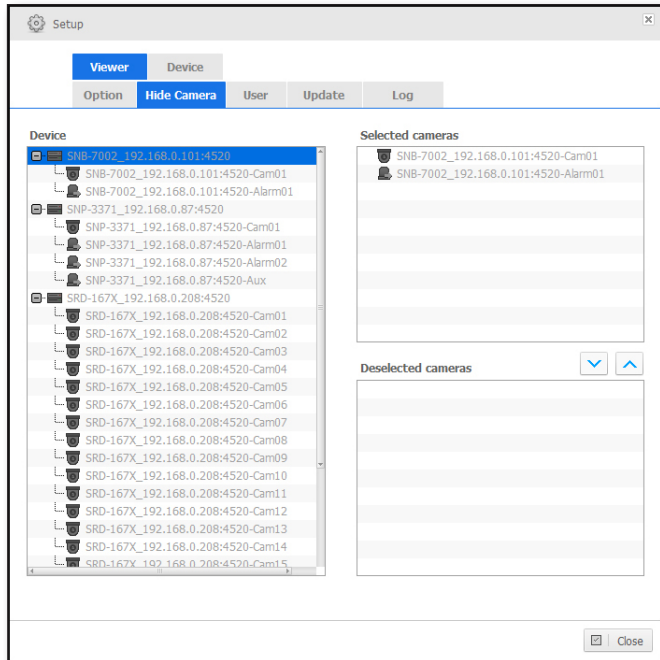 Setup
Viewer Device
Option Hide Camera User Update Log
Device
SNB-7002_192.168.0.101:4520
SNB-7002_192.168.0.101:4520-Cam01
SNB-7002_192.168.0.101:4520-Alarm01
SNP-3371_192.168.0.87:4520
SNP-3371_192.168.0.87:4520-Cam01
SNP-3371_192.168.0.87:4520-Alarm01
SNP-3371_192.168.0.87:4520-Alarm02
SNP-3371_192.168.0.87:4520-Aux
SRD-167X_192.168.0.208:4520
SRD-167X_192.168.0.208:4520-Cam01
SRD-167X_192.168.0.208:4520-Cam02
SRD-167X_192.168.0.208:4520-Cam03
SRD-167X_192.168.0.208:4520-Cam04
SRD-167X_192.168.0.208:4520-Cam05
SRD-167X_192.168.0.208:4520-Cam06
SRD-167X_192.168.0.208:4520-Cam07
SRD-167X_192.168.0.208:4520-Cam08
SRD-167X_192.168.0.208:4520-Cam09
SRD-167X_192.168.0.208:4520-Cam10
SRD-167X_192.168.0.208:4520-Cam11
SRD-167X_192.168.0.208:4520-Cam12
SRD-167X_192.168.0.208:4520-Cam13
SRD-167X_192.168.0.208:4520-Cam14
SRD-167X_192.168.0.208:4520-Cam15
Selected cameras
SNB-7002_192.168.0.101:4520-Cam01
SNB-7002_192.168.0.101:4520-Alarm01
Deselected cameras
Close